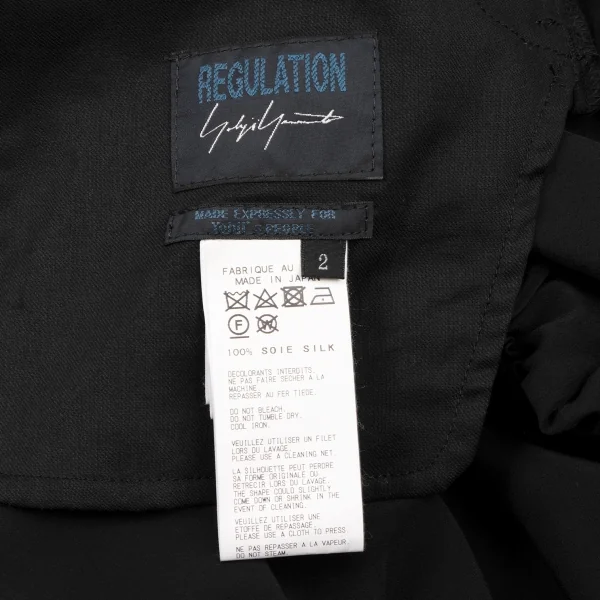 REGULATION
Yohji Yamamoto
MADE EXPRESSLY FOR
PEOPLE
2
FABRIQUE AU
MADE IN JAPAN
F
W
100% SOIE SILK
DECOLORANTS INTERDITS.
NE PAS FAIRE SECHER A LA
MACHINE.
REPASSER AU FER TIEDE.
DO NOT BLEACH.
DO NOT TUMBLE DRY.
COOL IRON.
VEUILLEZ UTILISER UN FILET
LORS DU LAVAGE.
PLEASE USE A CLEANING NET.
LA SILHOUETTE PEUT PERDRE
SA FORME ORIGINALE OU
RETRECIR LORS DU LAVAGE.
THE SHAPE COULD SLIGHTLY
COME DOWN OR SHRINK IN THE
EVENT OF CLEANING.
VEUILLEZ UTILISER UNE
ETOFFE DE REPASSAGE.
PLEASE USE A CLOTH TO PRESS.
NE PAS REPASSER A LA VAPEUR.
DO NOT STEAM.